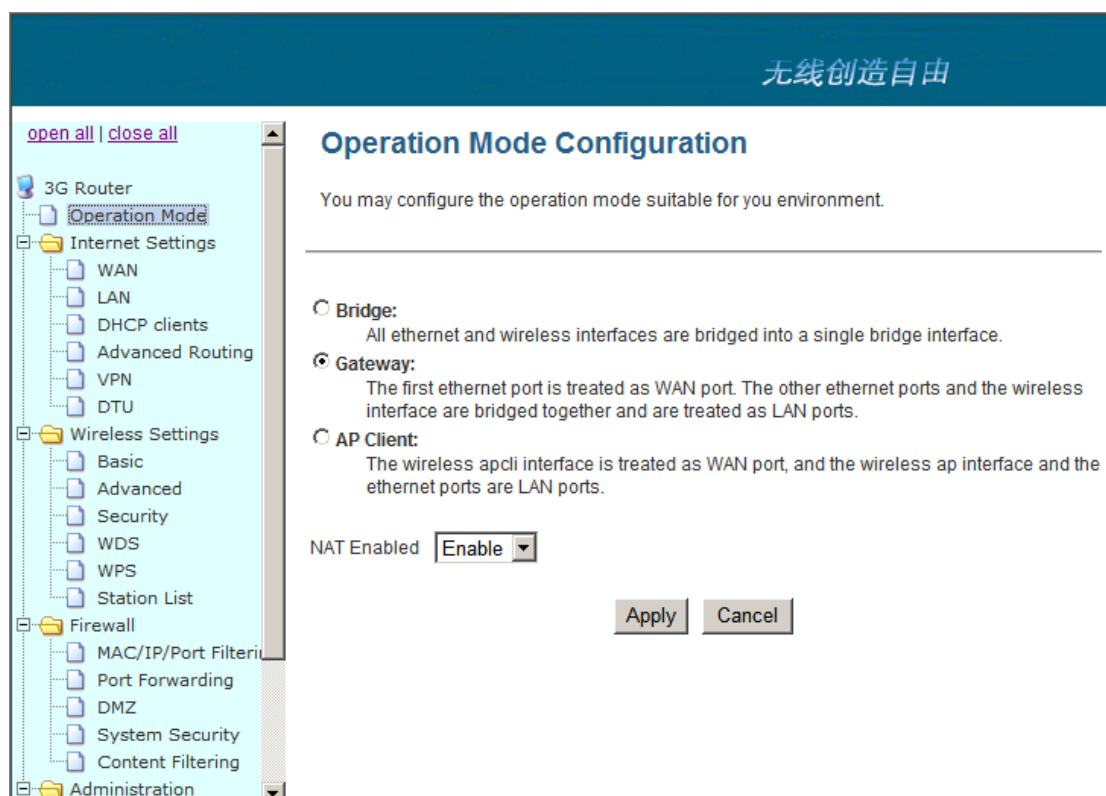 无线创造自由
open all | close all
3G Router
Operation Mode
Internet Settings
WAN
LAN
DHCP clients
Advanced Routing
VPN
DTU
Wireless Settings
Basic
Advanced
Security
WDS
WPS
Station List
Firewall
MAC/IP/Port Filteri
Port Forwarding
DMZ
System Security
Content Filtering
Administration
Operation Mode Configuration
You may configure the operation mode suitable for you environment.
Bridge:
All ethernet and wireless interfaces are bridged into a single bridge interface.
Gateway:
The first ethernet port is treated as WAN port. The other ethernet ports and the wireless
interface are bridged together and are treated as LAN ports.
AP Client:
The wireless apcli interface is treated as WAN port, and the wireless ap interface and the
ethernet ports are LAN ports.
NAT Enabled Enable
Apply Cancel